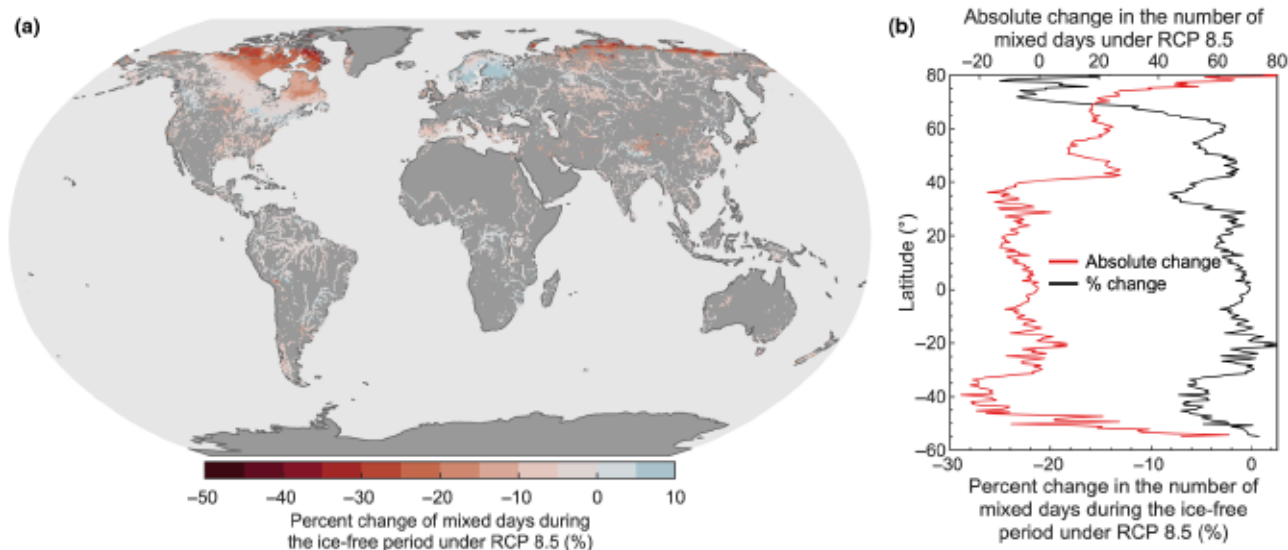 (a)
−50
−40
−30
−20
−10
0
10
Percent change of mixed days during
the ice-free period under RCP 8.5 (%)
(b)
Absolute change in the number of
mixed days under RCP 8.5
−20
0
20
40
60
80
80
60
40
20
0
−20
−40
−60
Latitude (°)
Absolute change
% change
−30
−20
−10
0
Percent change in the number of
mixed days during the ice-free
period under RCP 8.5 (%)